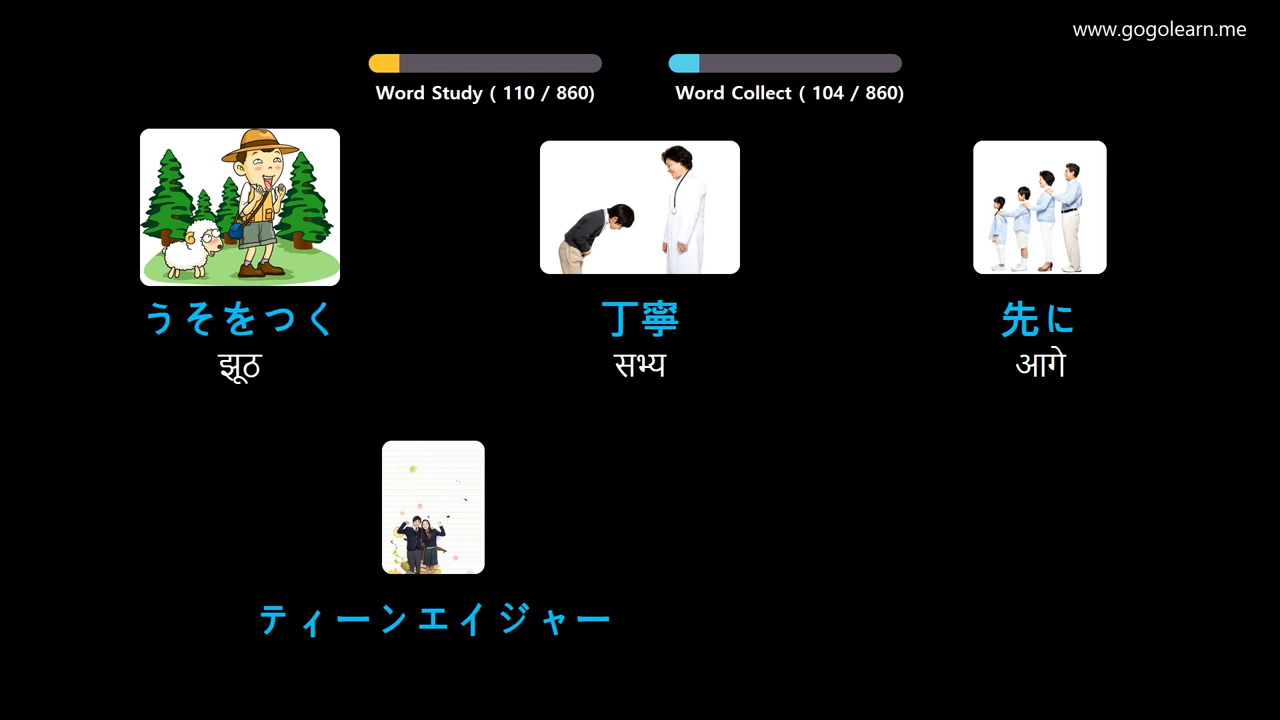 www.gogolearn.me
Word Study ( 110 / 860)
Word Collect ( 104 / 860)
うそをつく
झूठ
丁寧
सभ्य
先に
आगे
ティーンエイジャー